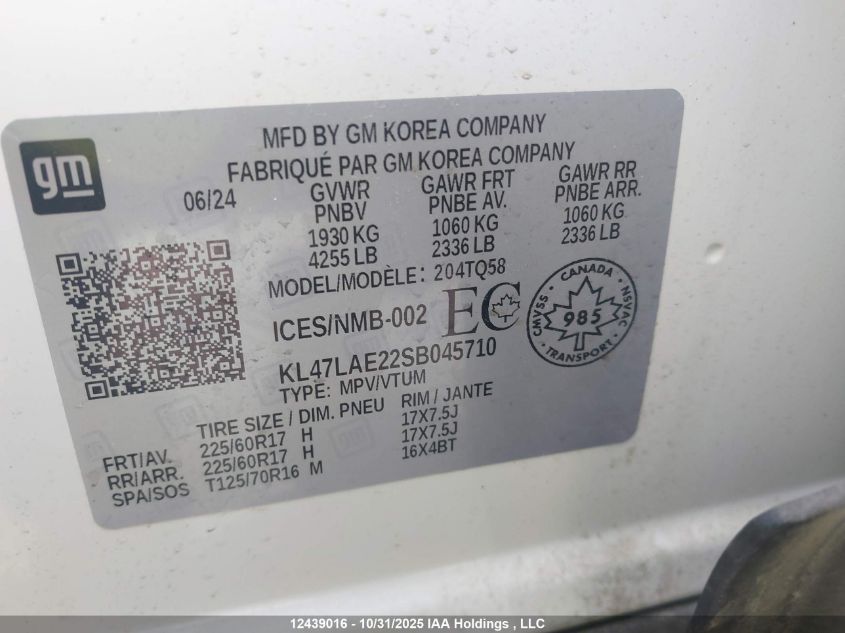 gm
MFD BY GM KOREA COMPANY
FABRIQUÉ PAR GM KOREA COMPANY
06/24
GVWR
PNBV
1930 KG
4255 LB
GAWR FRT
PNBE AV.
1060 KG
2336 LB
GAWR RR
PNBE ARR.
1060 KG
2336 LB
MODEL/MODÈLE: 204TQ58
ICES/NMB-002 EC
CANADA
CMVSS
NSVAC
985
TRANSPORT
KL47LAE22SB045710
TYPE: MPV/VTUM
TIRE SIZE / DIM. PNEU RIM / JANTE
FRT/AV. 225/60R17 H 17X7.5J
RR/ARR. 225/60R17 H 17X7.5J
SPA/SOS T125/70R16 M 16X4BT
12439016 - 10/31/2025 IAA Holdings , LLC